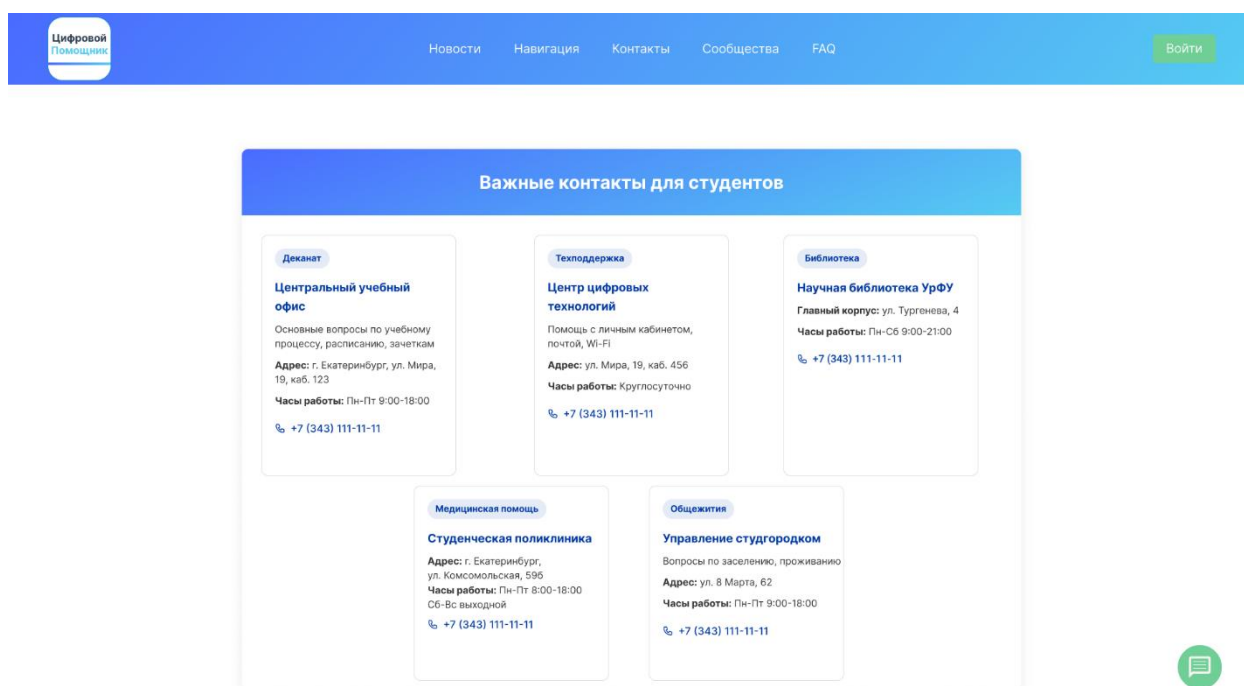 Цифровой
Помощник
Новости Навигация Контакты Сообщества FAQ
Войти
Важные контакты для студентов
Деканат
Центральный учебный
офис
Основные вопросы по учебному
процессу, расписанию, зачеткам
Адрес: г. Екатеринбург, ул. Мира,
19, каб. 123
Часы работы: Пн-Пт 9:00-18:00
+7 (343) 111-11-11
Техподдержка
Центр цифровых
технологий
Помощь с личным кабинетом,
почтой, Wi-Fi
Адрес: ул. Мира, 19, каб. 456
Часы работы: Круглосуточно
+7 (343) 111-11-11
Библиотека
Научная библиотека УрФУ
Главный корпус: ул. Тургенева, 4
Часы работы: Пн-Сб 9:00-21:00
+7 (343) 111-11-11
Медицинская помощь
Студенческая поликлиника
Адрес: г. Екатеринбург,
ул. Комсомольская, 59б
Часы работы: Пн-Пт 8:00-18:00
Сб-Вс выходной
+7 (343) 111-11-11
Общежития
Управление студгородком
Вопросы по заселению, проживанию
Адрес: ул. 8 Марта, 62
Часы работы: Пн-Пт 9:00-18:00
+7 (343) 111-11-11